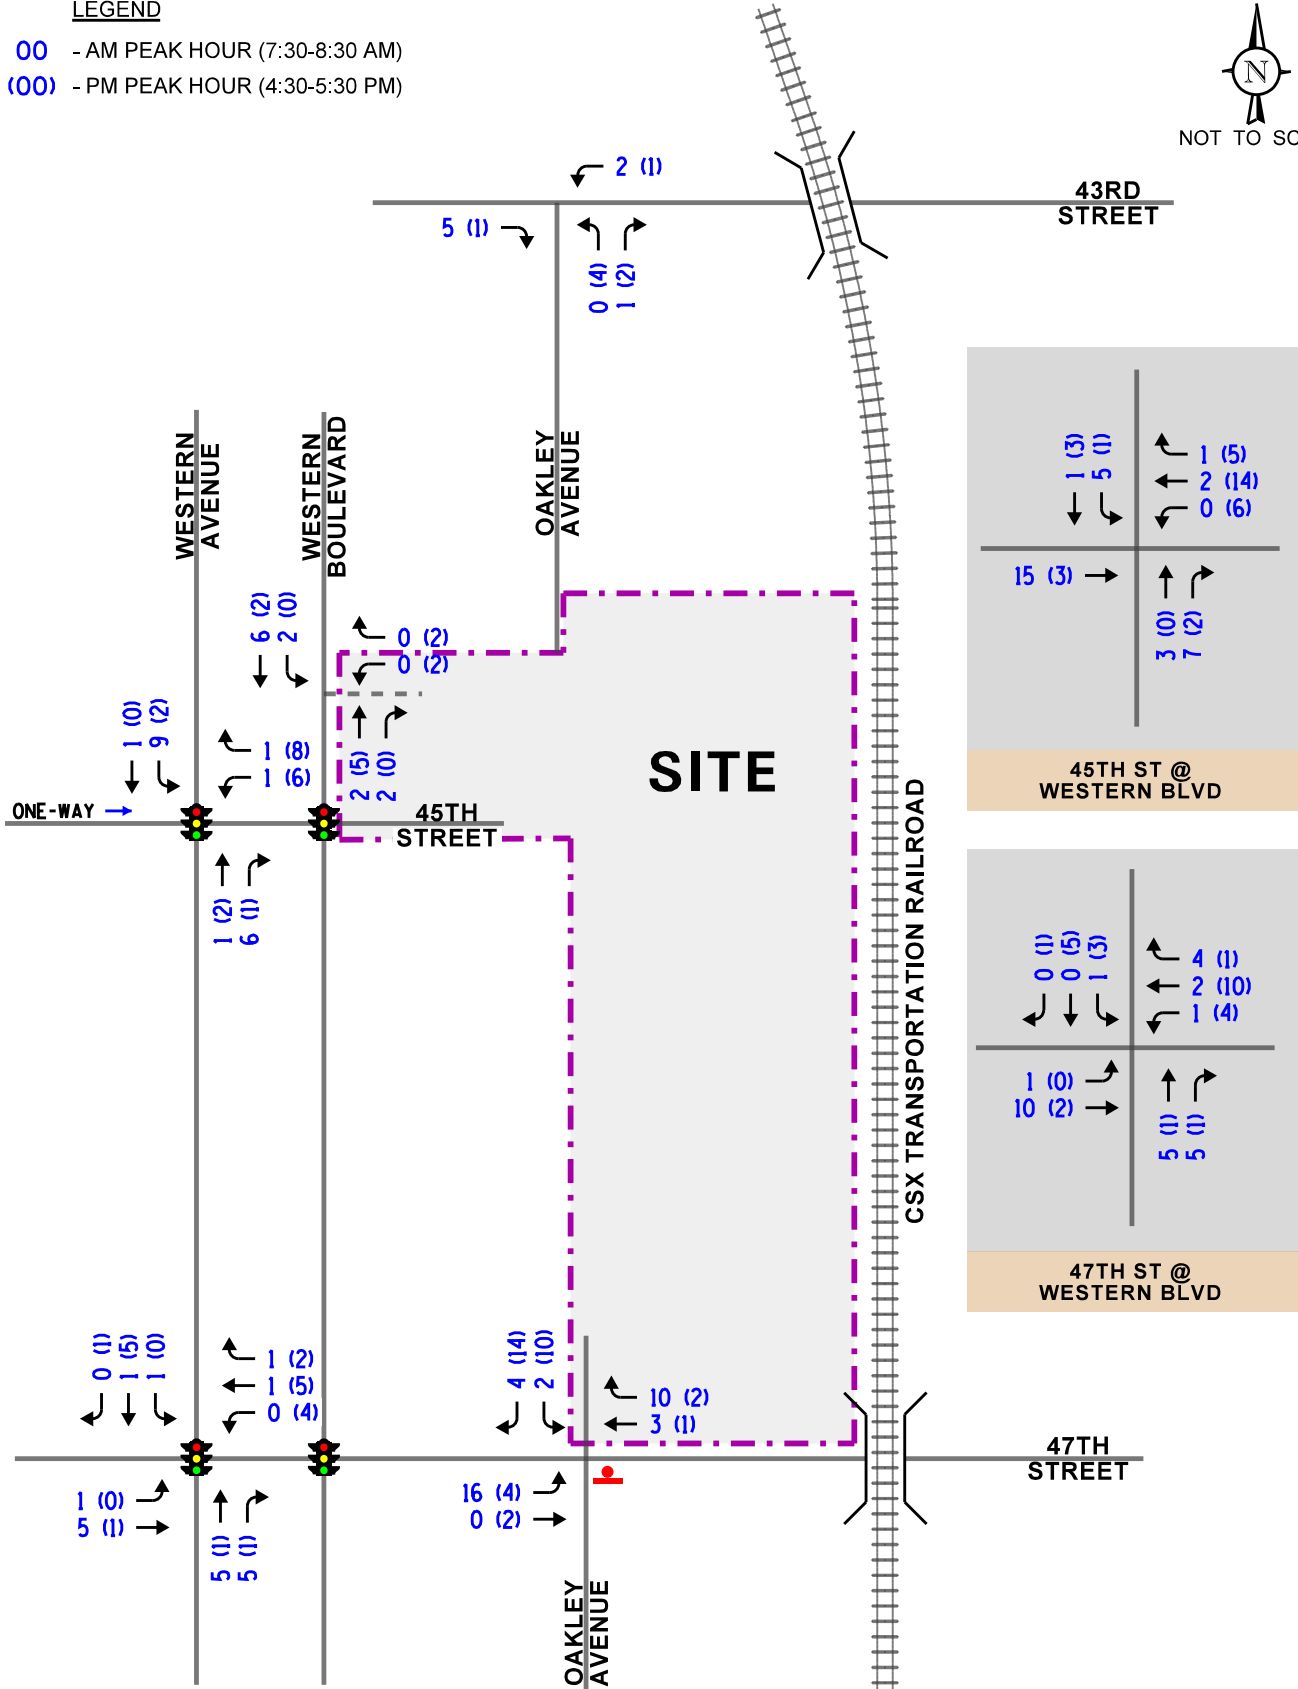 LEGEND
00 - AM PEAK HOUR (7:30-8:30 AM)
(00) - PM PEAK HOUR (4:30-5:30 PM)
N
NOT TO SC
2 (1)
43RD
STREET
5 (1)
0 (4)
1 (2)
WESTERN
AVENUE
WESTERN
BOULEVARD
OAKLEY
AVENUE
1 (3)
5 (1)
1 (5)
2 (14)
0 (6)
15 (3)
3 (0)
7 (2)
45TH ST @
WESTERN BLVD
6 (2)
2 (0)
0 (2)
0 (2)
2 (5)
2 (0)
1 (0)
9 (2)
1 (8)
1 (6)
ONE-WAY
45TH
STREET
1 (2)
6 (1)
SITE
CSX TRANSPORTATION RAILROAD
0 (1)
0 (5)
1 (3)
4 (1)
2 (10)
1 (4)
1 (0)
10 (2)
5 (1)
5 (1)
47TH ST @
WESTERN BLVD
0 (1)
1 (5)
1 (0)
1 (2)
1 (5)
0 (4)
1 (0)
5 (1)
5 (1)
5 (1)
4 (14)
2 (10)
10 (2)
3 (1)
16 (4)
0 (2)
47TH
STREET
OAKLEY
AVENUE